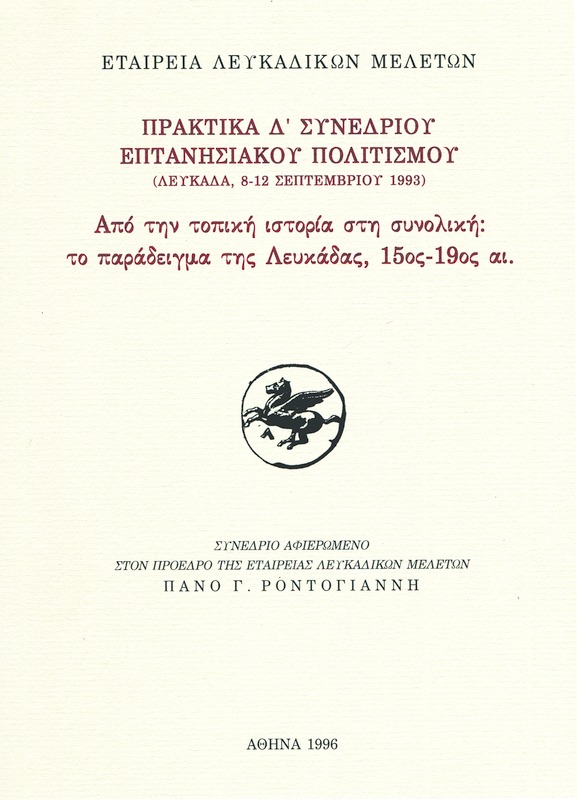 ΕΤΑΙΡΕΙΑ ΛΕΥΚΑΔΙΚΩΝ ΜΕΛΕΤΩΝ
ΠΡΑΚΤΙΚΑ Δ' ΣΥΝΕΔΡΙΟΥ
ΕΠΤΑΝΗΣΙΑΚΟΥ ΠΟΛΙΤΙΣΜΟΥ
(ΛΕΥΚΑΔΑ, 8-12 ΣΕΠΤΕΜΒΡΙΟΥ 1993)
Από την τοπική ιστορία στη συνολική:
το παράδειγμα της Λευκάδας, 15ος-19ος αι.
Λ
ΣΥΝΕΔΡΙΟ ΑΦΙΕΡΩΜΕΝΟ
ΣΤΟΝ ΠΡΟΕΔΡΟ ΤΗΣ ΕΤΑΙΡΕΙΑΣ ΛΕΥΚΑΔΙΚΩΝ ΜΕΛΕΤΩΝ
ΠΑΝΟ Γ. ΡΟΝΤΟΓΙΑΝΝΗ
ΑΘΗΝΑ 1996